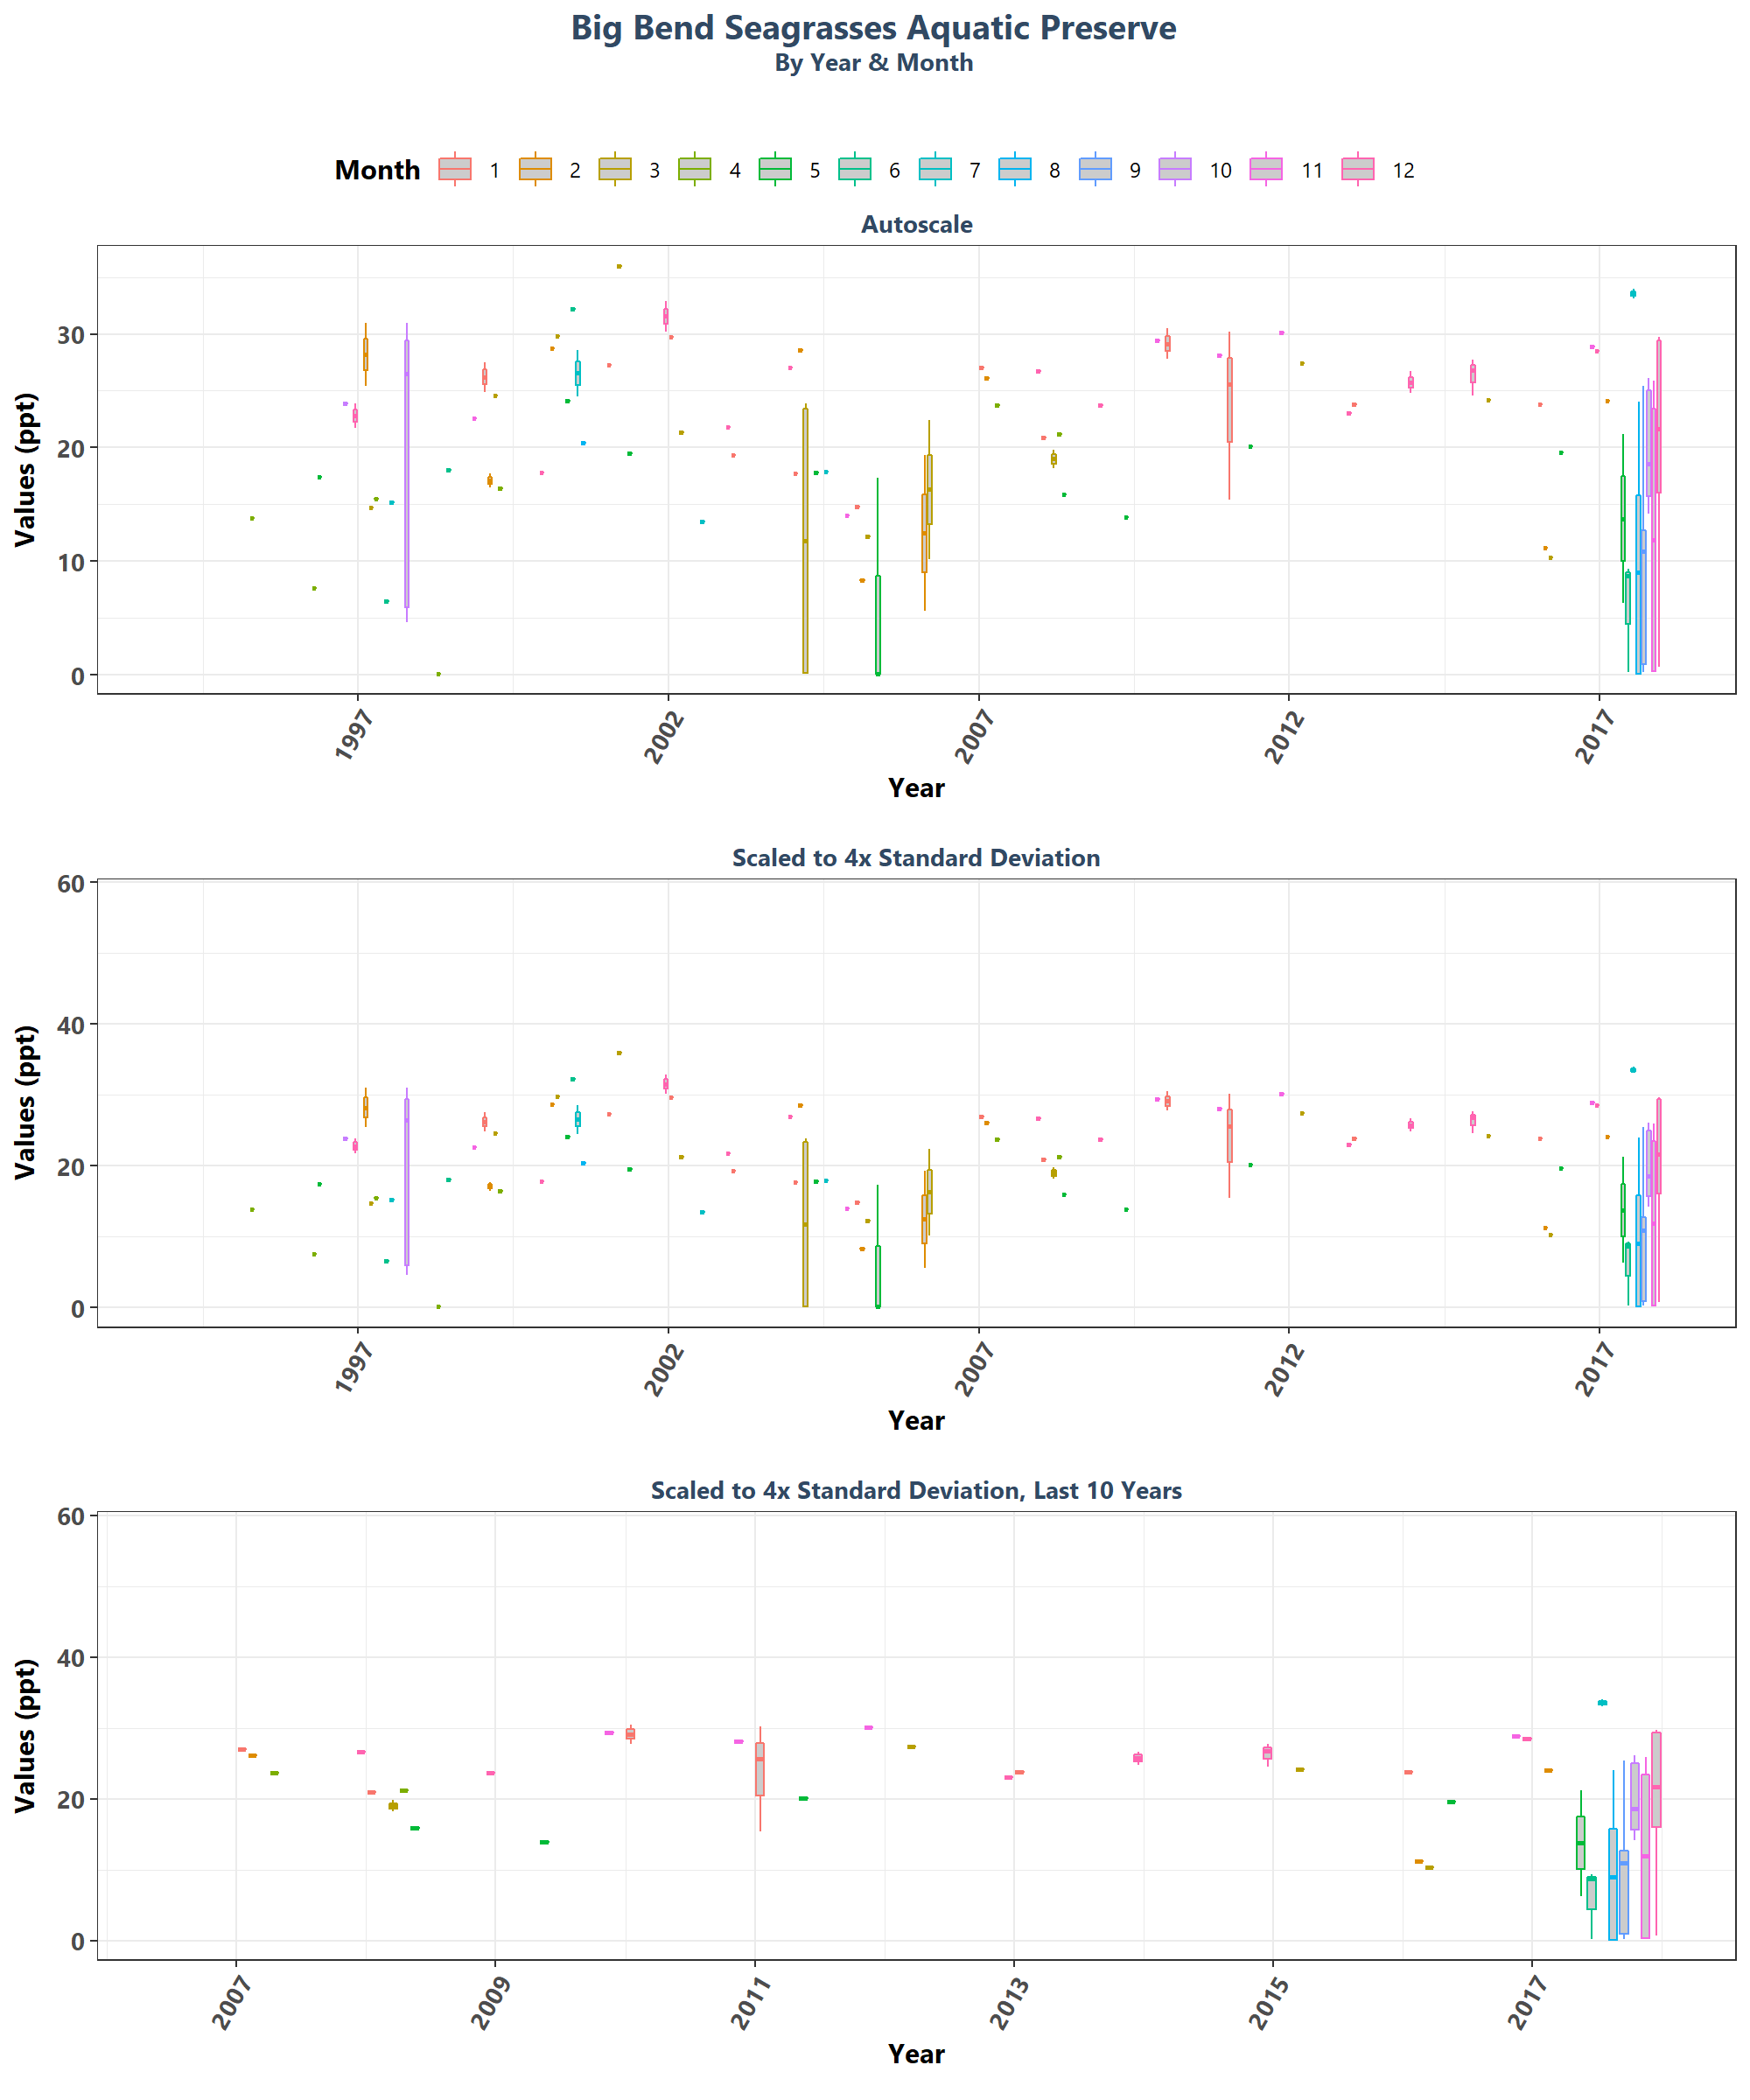 Big Bend Seagrasses Aquatic Preserve
By Year & Month
Month 1 2 3 4 5 6 7 8 9 10 11 12
Autoscale
Values (ppt)
30
20
10
0
1997 2002 2007 2012 2017
Year
Scaled to 4x Standard Deviation
Values (ppt)
60
40
20
0
1997 2002 2007 2012 2017
Year
Scaled to 4x Standard Deviation, Last 10 Years
Values (ppt)
60
40
20
0
2007 2009 2011 2013 2015 2017
Year